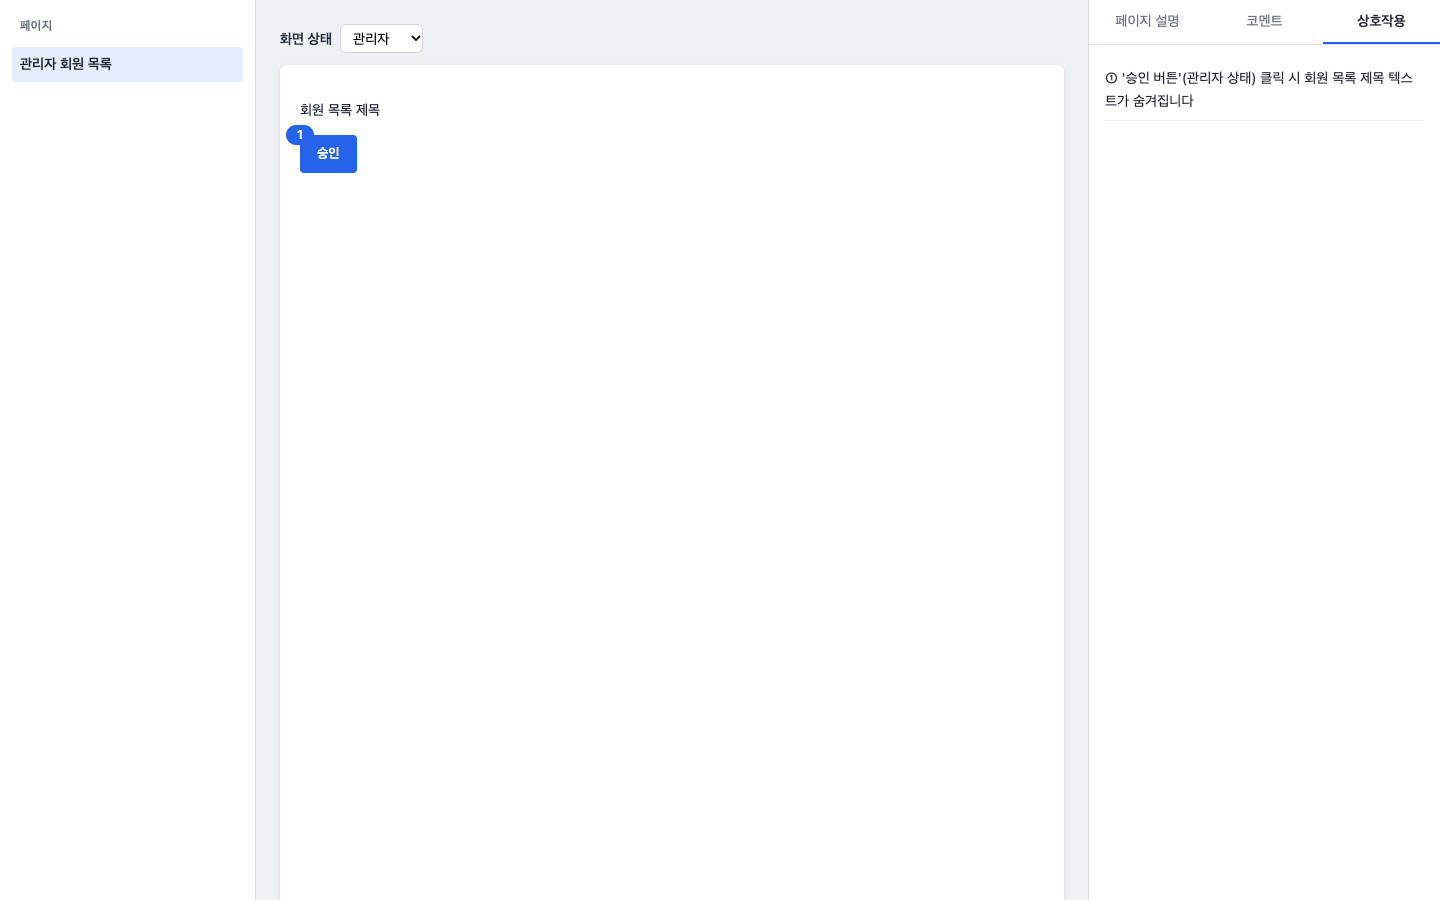 페이지
관리자 회원 목록
화면 상태
관리자
회원 목록 제목
1
승인
페이지 설명
코멘트
상호작용
① '승인 버튼'(관리자 상태) 클릭 시 회원 목록 제목 텍스
트가 숨겨집니다